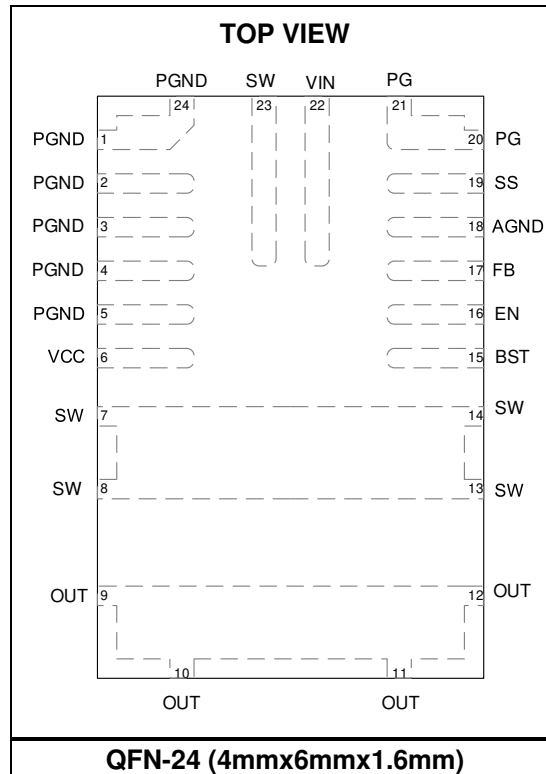 TOP VIEW
PGND SW VIN PG
24 23 22 21
PGND 1 20 PG
PGND 2 19 SS
PGND 3 18 AGND
PGND 4 17 FB
PGND 5 16 EN
VCC 6 15 BST
SW 7 14 SW
SW 8 13 SW
OUT 9 12 OUT
10 11
OUT OUT
QFN-24 (4mmx6mmx1.6mm)